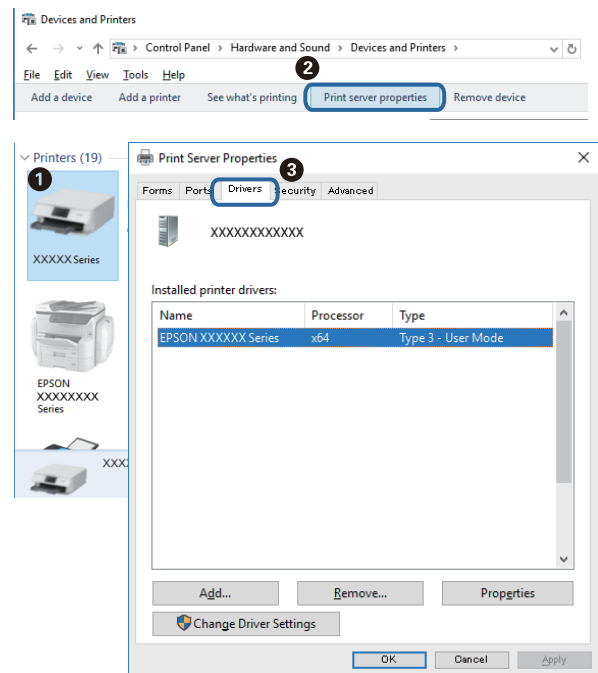 Devices and Printers
Control Panel > Hardware and Sound > Devices and Printers >
File Edit View Tools Help
2
Add a device Add a printer See what's printing Print server properties Remove device
Printers (19)
1
XXXXX Series
EPSON
XXXXXXXX
Series
XXX
Print Server Properties
3
Forms Ports Drivers ecurity Advanced
XXXXXXXXXXXX
Installed printer drivers:
Name Processor Type
EPSON XXXXXX Series x64 Type 3 - User Mode
Add... Remove... Properties
Change Driver Settings
OK Cancel Apply